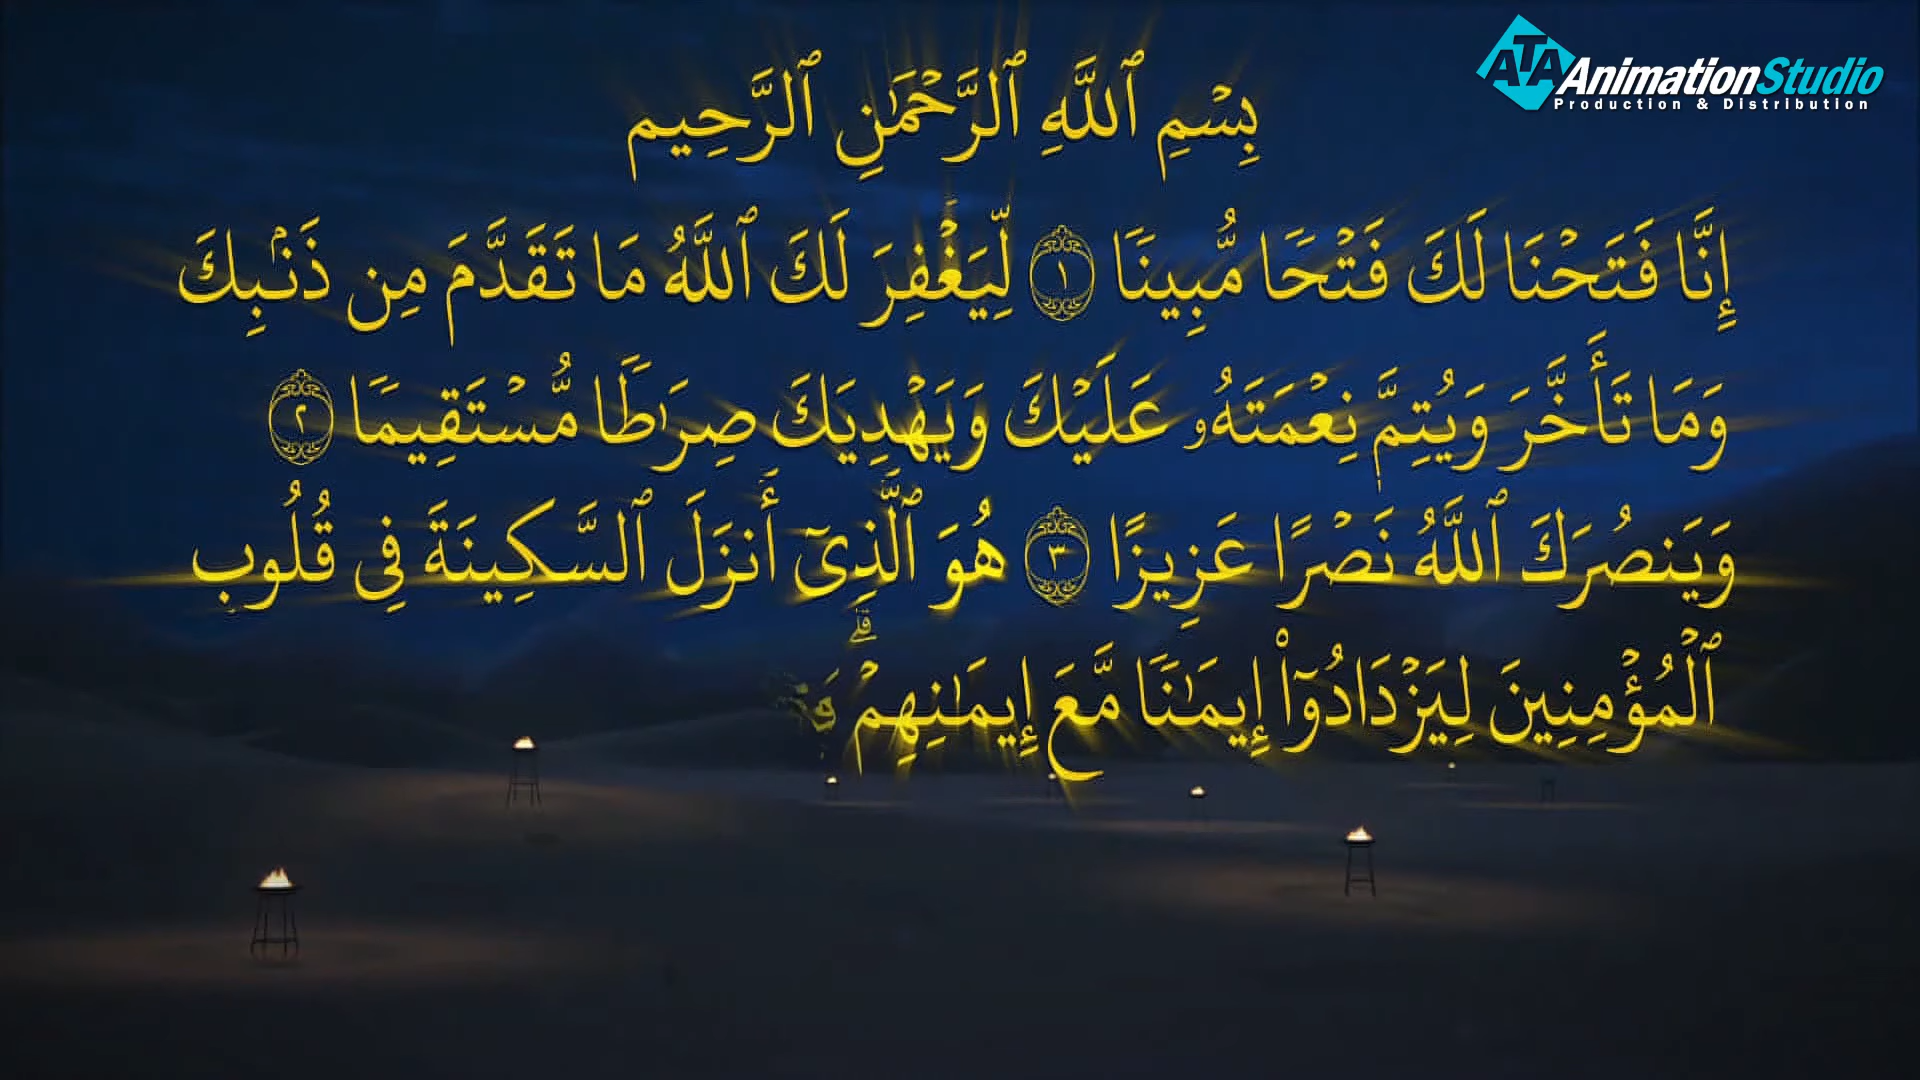 ATA AnimationStudio
Production & Distribution
بِسْمِ ٱللَّهِ ٱلرَّحْمَٰنِ ٱلرَّحِيمِ
إِنَّا فَتَحْنَا لَكَ فَتْحًا مُّبِينًا ١ لِّيَغْفِرَ لَكَ ٱللَّهُ مَا تَقَدَّمَ مِن ذَنۢبِكَ
وَمَا تَأَخَّرَ وَيُتِمَّ نِعْمَتَهُۥ عَلَيْكَ وَيَهْدِيَكَ صِرَٰطًا مُّسْتَقِيمًا ٢
وَيَنصُرَكَ ٱللَّهُ نَصْرًا عَزِيزًا ٣ هُوَ ٱلَّذِىٓ أَنزَلَ ٱلسَّكِينَةَ فِى قُلُوبِ
ٱلْمُؤْمِنِينَ لِيَزْدَادُوٓا۟ إِيمَٰنًا مَّعَ إِيمَٰنِهِمْ ۗ